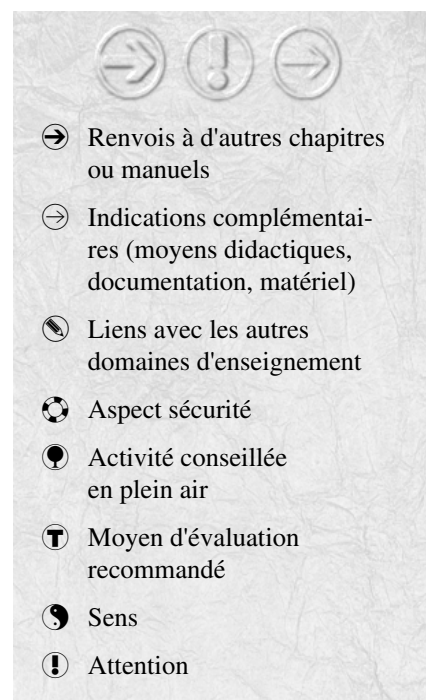 Renvois à d'autres chapitres
ou manuels
Indications complémentai-
res (moyens didactiques,
documentation, matériel)
Liens avec les autres
domaines d'enseignement
Aspect sécurité
Activité conseillée
en plein air
T Moyen d'évaluation
recommandé
Sens
! Attention